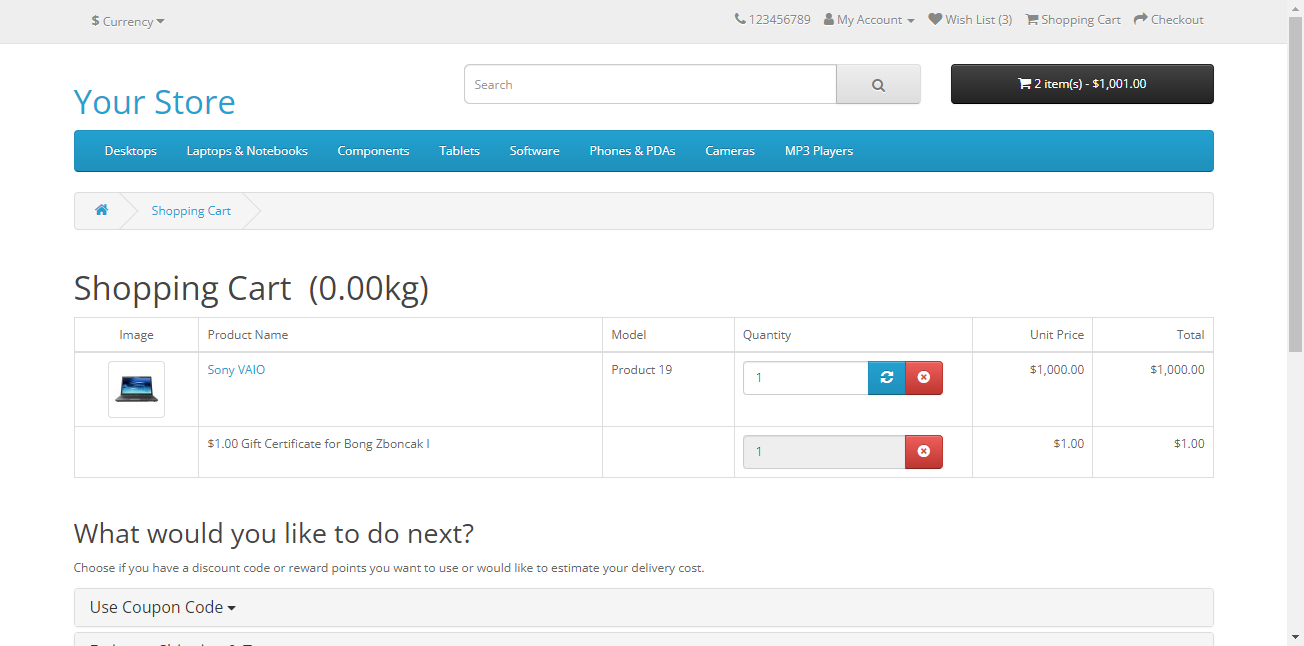 $ Currency
123456789 My Account Wish List (3) Shopping Cart Checkout
Your Store
Search
2 item(s) - $1,001.00
Desktops Laptops & Notebooks Components Tablets Software Phones & PDAs Cameras MP3 Players
Shopping Cart
Shopping Cart (0.00kg)
Image Product Name Model Quantity Unit Price Total
Sony VAIO Product 19 1 $1,000.00 $1,000.00
$1.00 Gift Certificate for Bong Zboncak I 1 $1.00 $1.00
What would you like to do next?
Choose if you have a discount code or reward points you want to use or would like to estimate your delivery cost.
Use Coupon Code